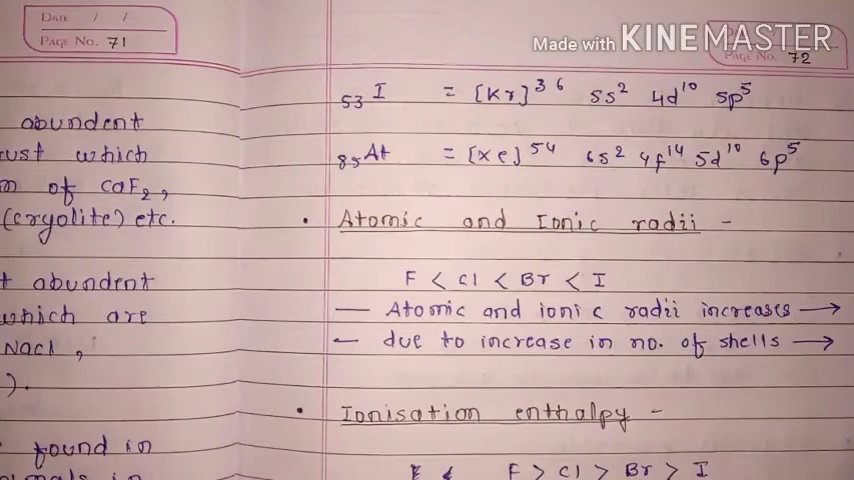 DATE / /
PAGE NO. 71
abundent
ust which
of CaF₂,
(cryolite) etc.
abundent
which are
NaCl,
).
found in
Made with KINEMASTER
PAGE NO. 72
₅₃I = [Kr]³⁶ 5s² 4d¹⁰ 5p⁵
₈₅At = [Xe]⁵⁴ 6s² 4f¹⁴ 5d¹⁰ 6p⁵
• Atomic and Ionic radii -
F < Cl < Br < I
— Atomic and ionic radii increases →
← due to increase in no. of shells →
• Ionisation enthalpy -
F > Cl > Br > I